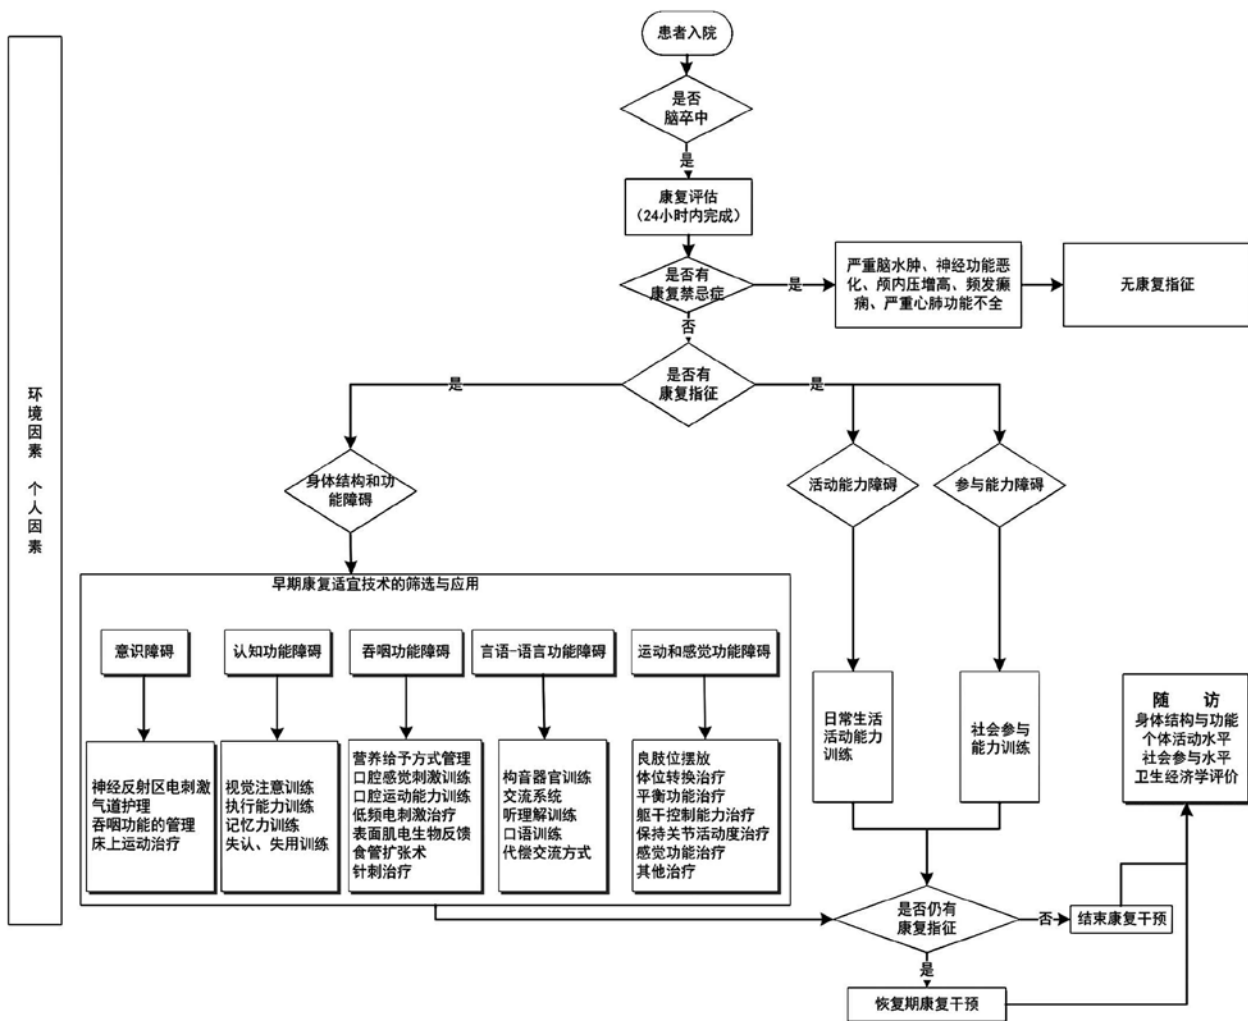 患者入院
是否
脑卒中
是
康复评估
（24小时内完成）
是否有
康复禁忌症
是
严重脑水肿、神经功能恶
化、颅内压增高、频发癫
痫、严重心肺功能不全
无康复指征
否
是否有
康复指征
是
是
环境因素 个人因素
身体结构和功
能障碍
活动能力障碍
参与能力障碍
早期康复适宜技术的筛选与应用
意识障碍
认知功能障碍
吞咽功能障碍
言语-语言功能障碍
运动和感觉功能障碍
神经反射区电刺激
气道护理
吞咽功能的管理
床上运动治疗
视觉注意训练
执行能力训练
记忆力训练
失认、失用训练
营养给予方式管理
口腔感觉刺激训练
口腔运动能力训练
低频电刺激治疗
表面肌电生物反馈
食管扩张术
针刺治疗
构音器官训练
交流系统
听理解训练
口语训练
代偿交流方式
良肢位摆放
体位转换治疗
平衡功能治疗
躯干控制能力治疗
保持关节活动度治疗
感觉功能治疗
其他治疗
日常生活
活动能力
训练
社会参与
能力训练
随 访
身体结构与功能
个体活动水平
社会参与水平
卫生经济学评价
是否仍有
康复指征
否
结束康复干预
是
恢复期康复干预